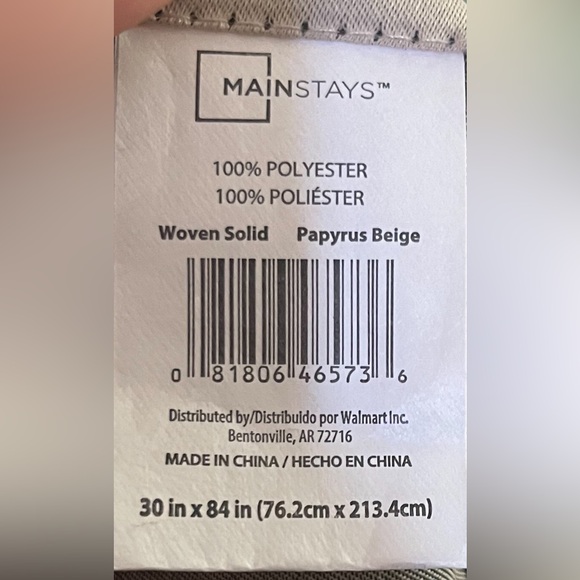 MAINSTAYS™
100% POLYESTER
100% POLIÉSTER
Woven Solid Papyrus Beige
0 81806 46573 6
Distributed by/Distribuido por Walmart Inc.
Bentonville, AR 72716
MADE IN CHINA / HECHO EN CHINA
30 in x 84 in (76.2cm x 213.4cm)